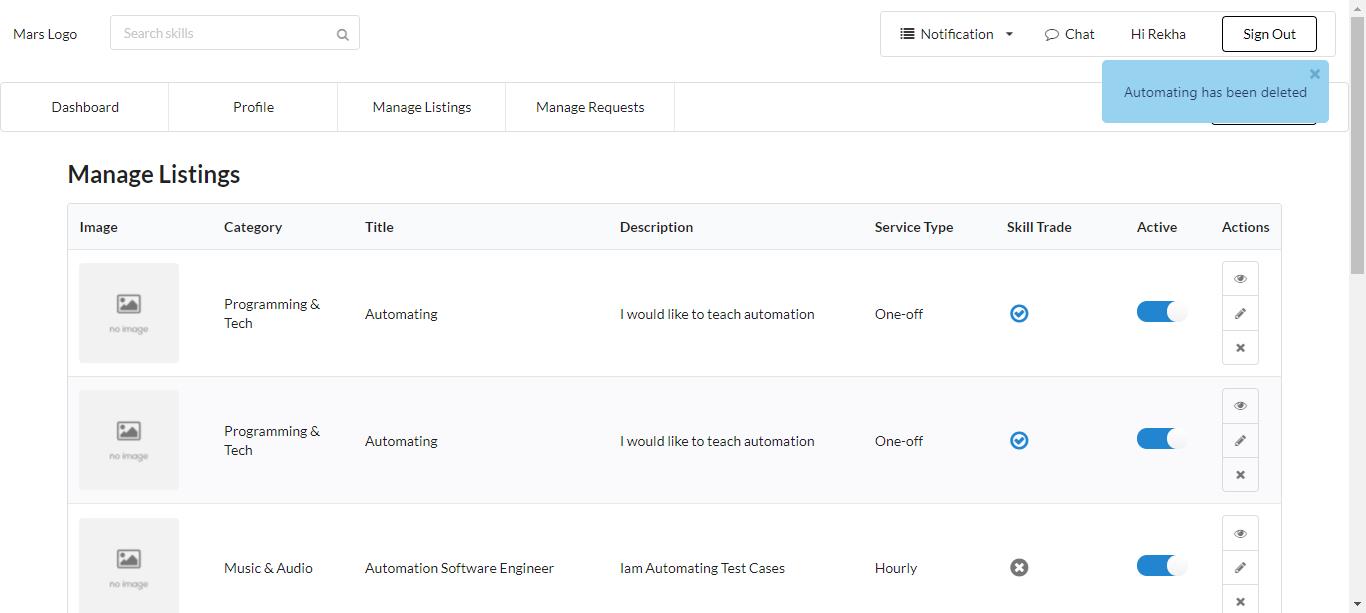 Mars Logo
Search skills
Notification
Chat
Hi Rekha
Sign Out
Automating has been deleted
Dashboard
Profile
Manage Listings
Manage Requests
Manage Listings
Image Category Title Description Service Type Skill Trade Active Actions
no image
Programming &
Tech
Automating
I would like to teach automation
One-off
no image
Programming &
Tech
Automating
I would like to teach automation
One-off
no image
Music & Audio
Automation Software Engineer
Iam Automating Test Cases
Hourly